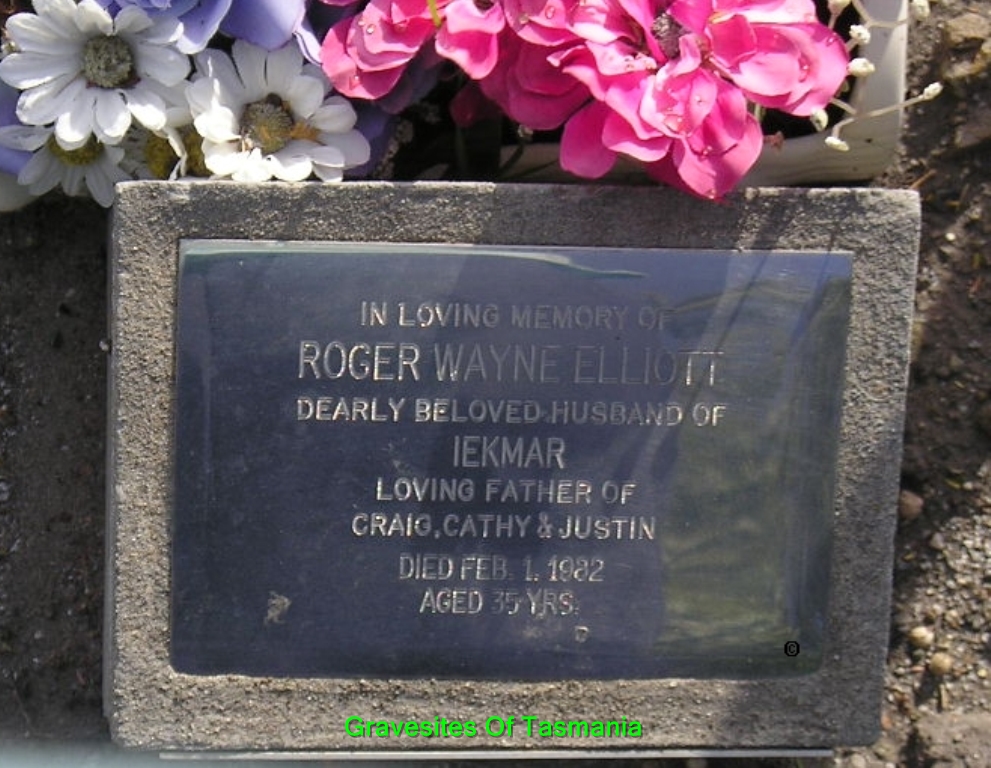 IN LOVING MEMORY OF
ROGER WAYNE ELLIOTT
DEARLY BELOVED HUSBAND OF
IEKMAR
LOVING FATHER OF
CRAIG, CATHY & JUSTIN
DIED FEB. 1. 1982
AGED 35 YRS.
©
Gravesites Of Tasmania